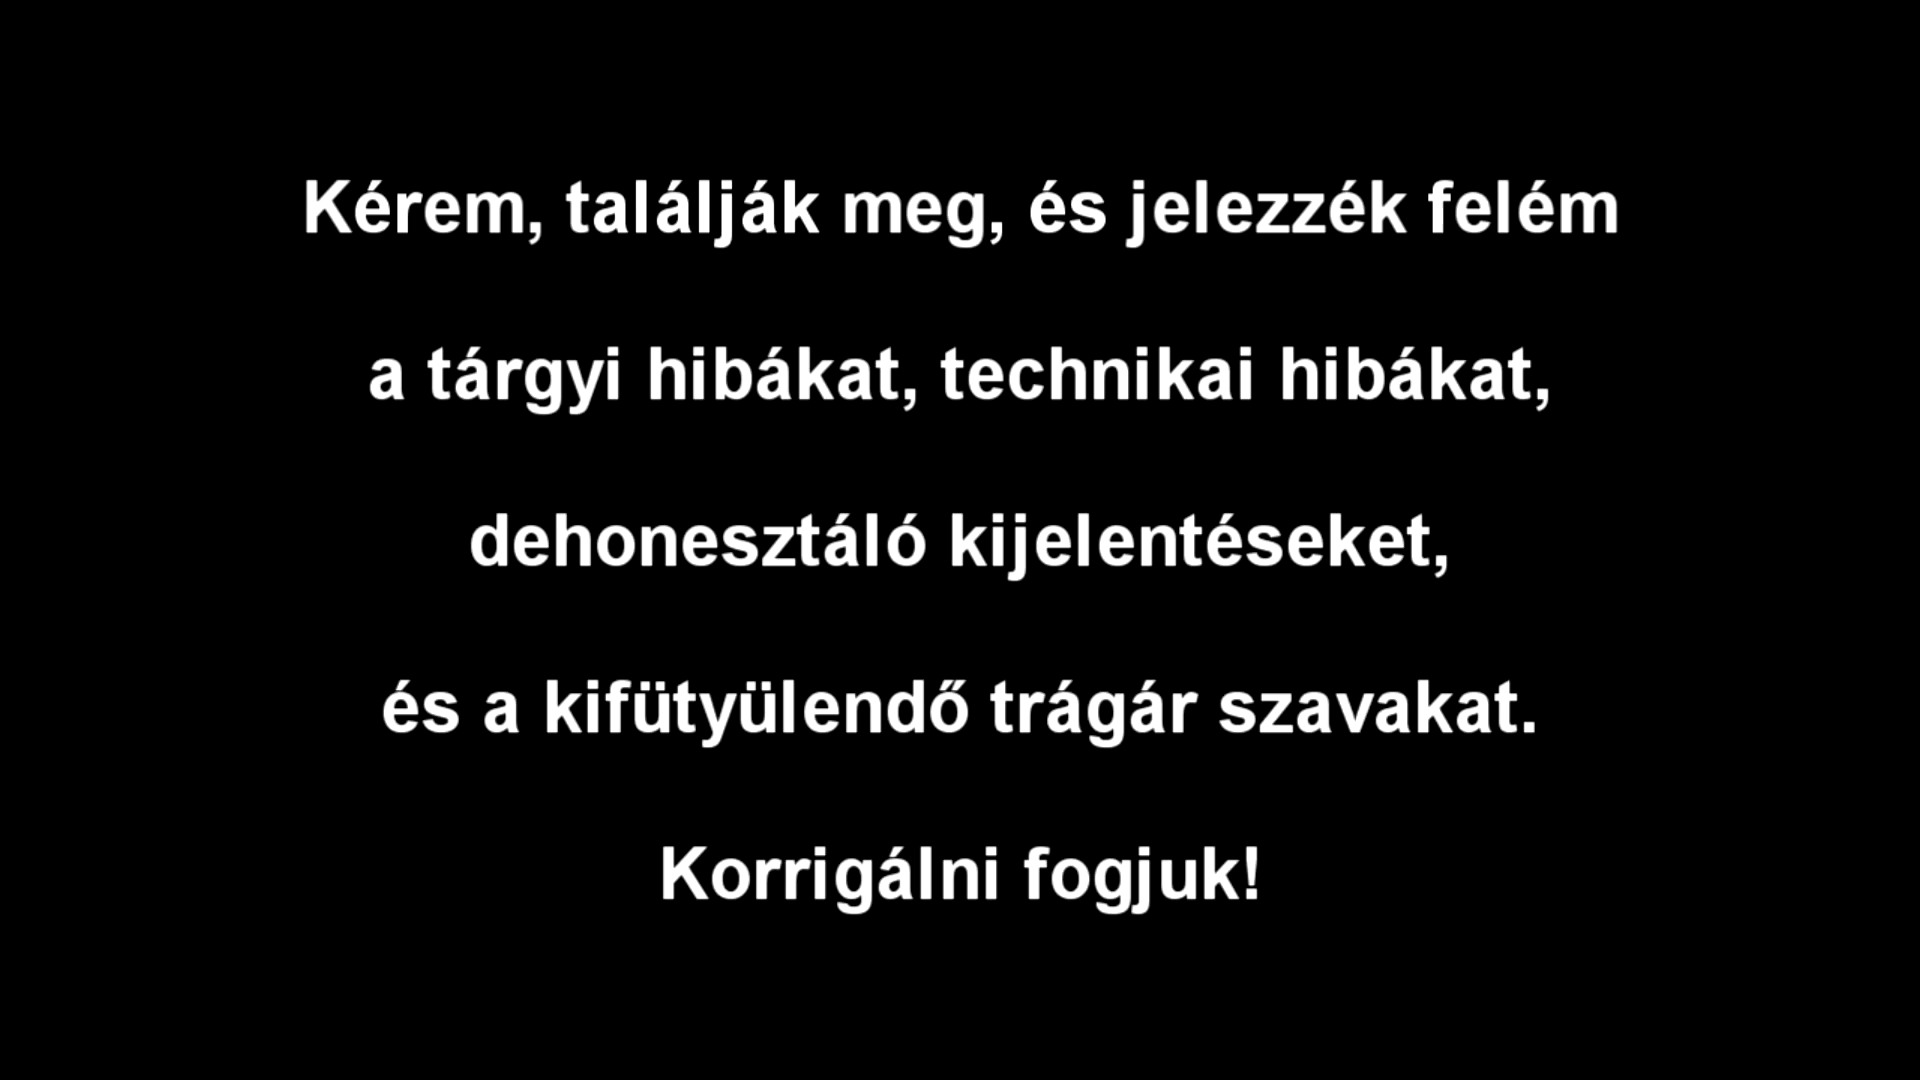 Kérem, találják meg, és jelezzék felém
a tárgyi hibákat, technikai hibákat,
dehonesztáló kijelentéseket,
és a kifütyülendő trágár szavakat.
Korrigálni fogjuk!